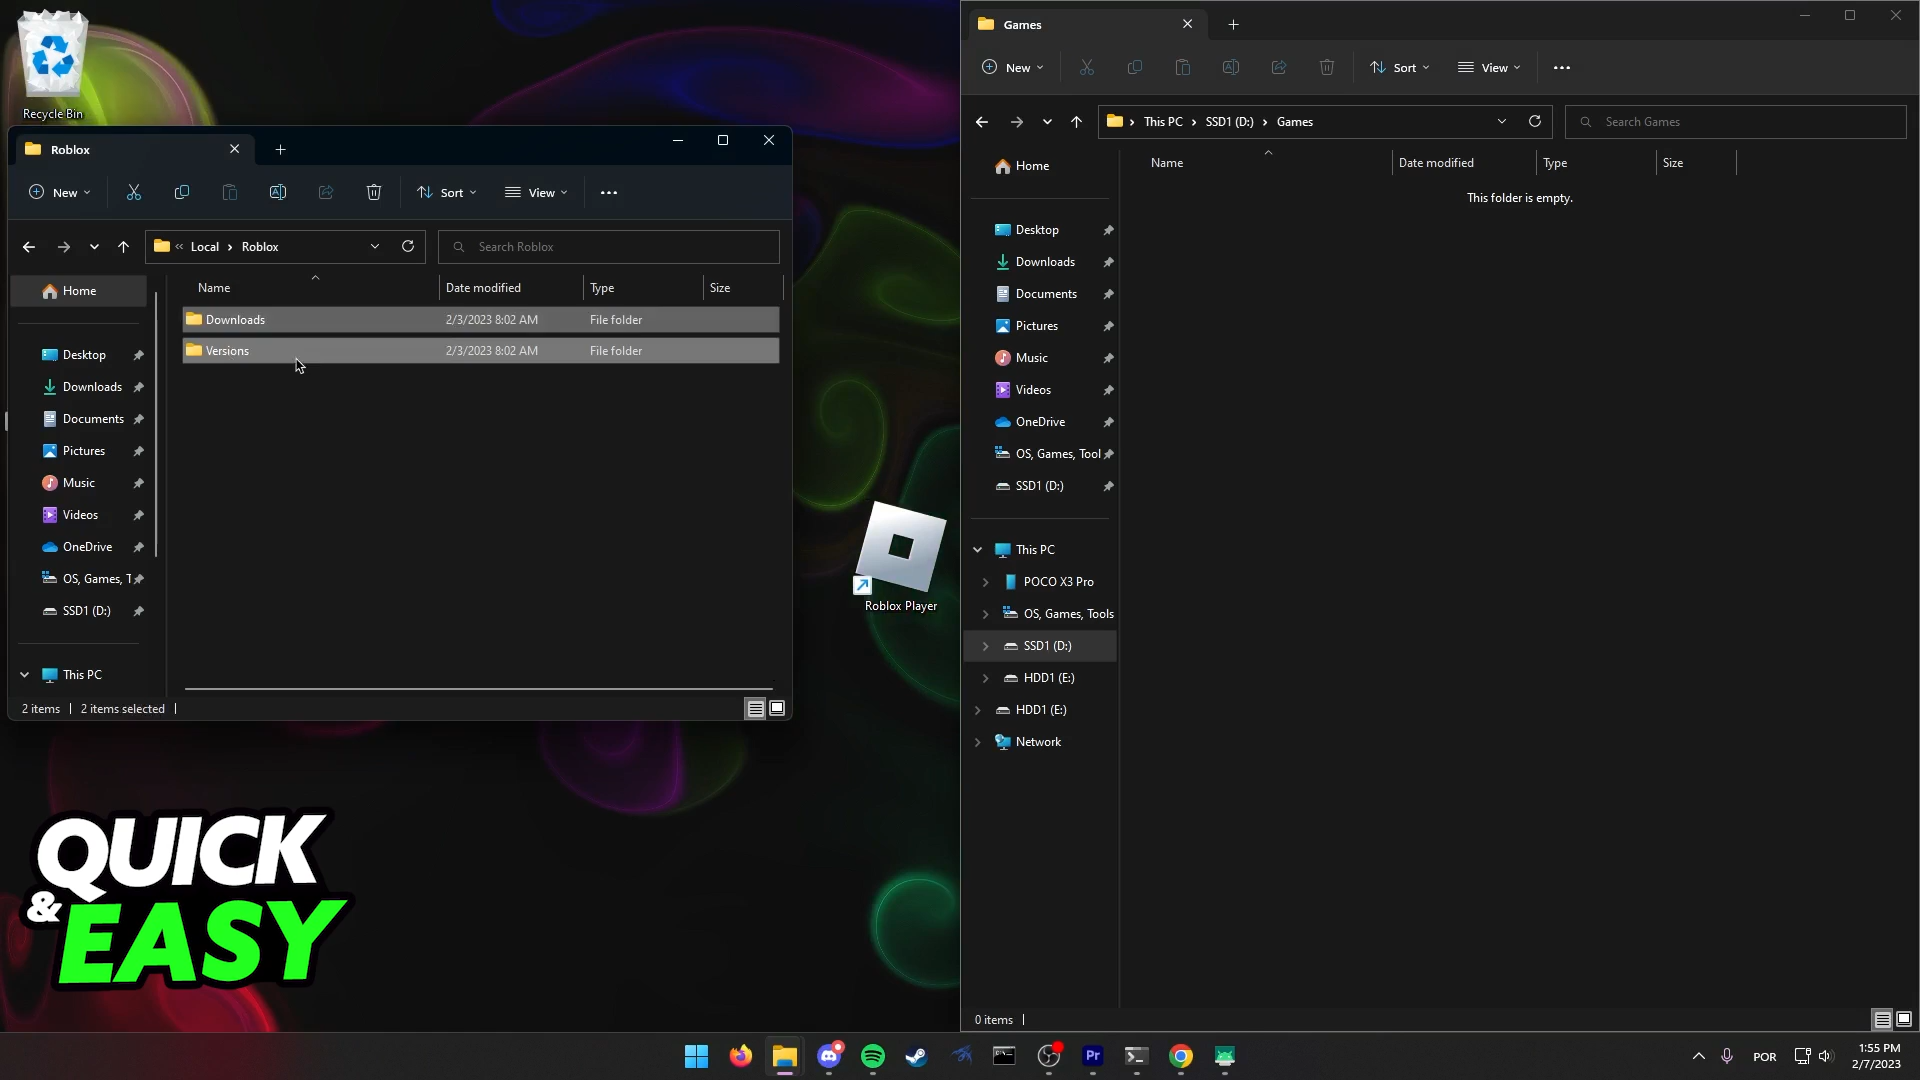 Recycle Bin
Roblox
New
Sort
View
Local
Roblox
Search Roblox
Home
Name
Date modified
Type
Size
Downloads
2/3/2023 8:02 AM
File folder
Versions
2/3/2023 8:02 AM
File folder
Desktop
Downloads
Documents
Pictures
Music
Videos
OneDrive
OS, Games, T
SSD1 (D:)
This PC
2 items
2 items selected
Roblox Player
QUICK
& EASY
Games
New
Sort
View
This PC
SSD1 (D:)
Games
Search Games
Name
Date modified
Type
Size
This folder is empty.
Home
Desktop
Downloads
Documents
Pictures
Music
Videos
OneDrive
OS, Games, Tool
SSD1 (D:)
This PC
POCO X3 Pro
OS, Games, Tools
SSD1 (D:)
HDD1 (E:)
HDD1 (E:)
Network
0 items
Pr
POR
1:55 PM
2/7/2023